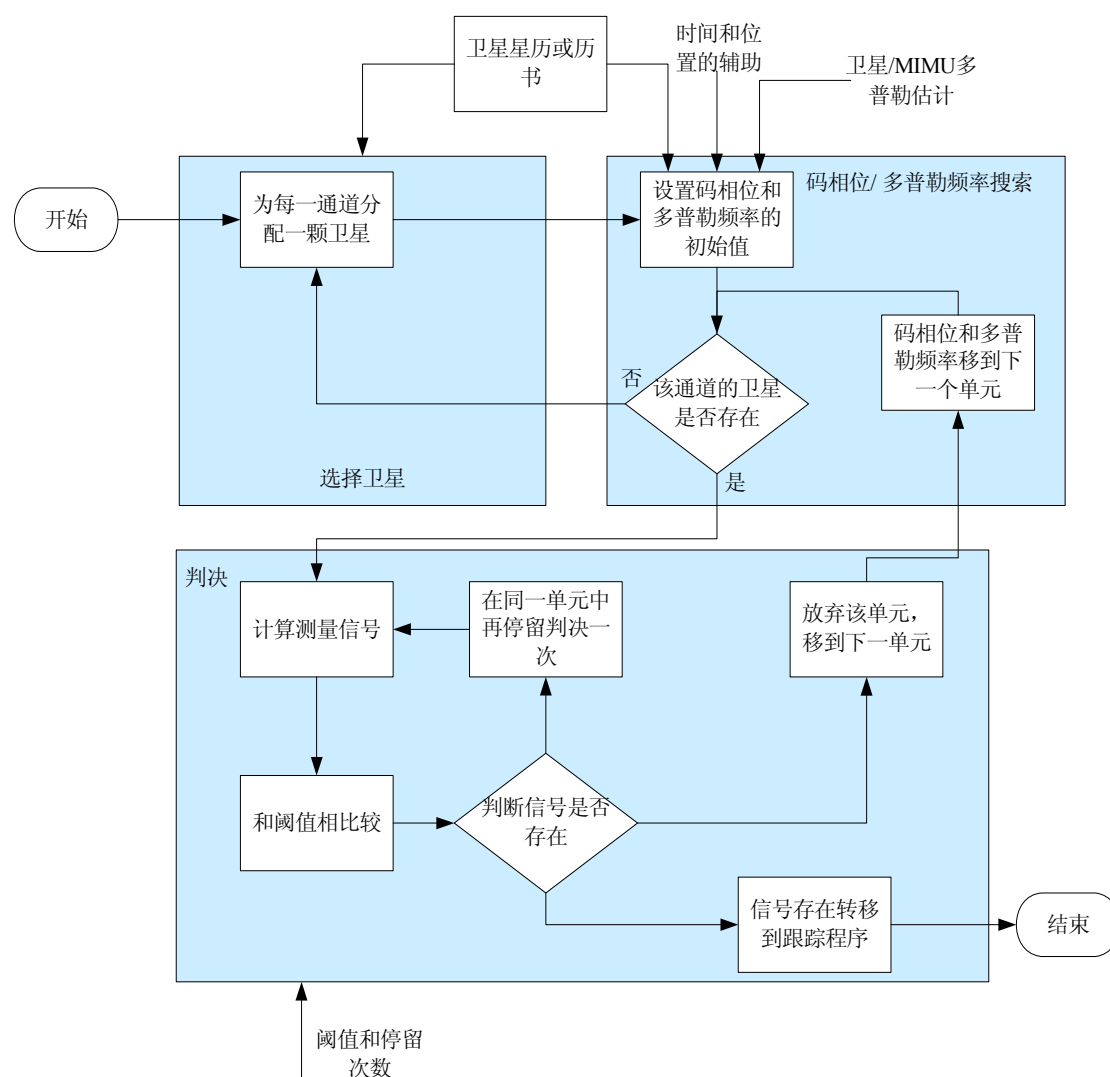 卫星星历或历
书
时间和位
置的辅助
卫星/MIMU多
普勒估计
开始
为每一通道分
配一颗卫星
设置码相位和
多普勒频率的
初始值
码相位/ 多普勒频率搜索
码相位和多普
勒频率移到下
一个单元
否
该通道的卫星
是否存在
是
选择卫星
判决
计算测量信号
在同一单元中
再停留判决一
次
放弃该单元，
移到下一单元
和阈值相比较
判断信号是否
存在
信号存在转移
到跟踪程序
结束
阈值和停留
次数